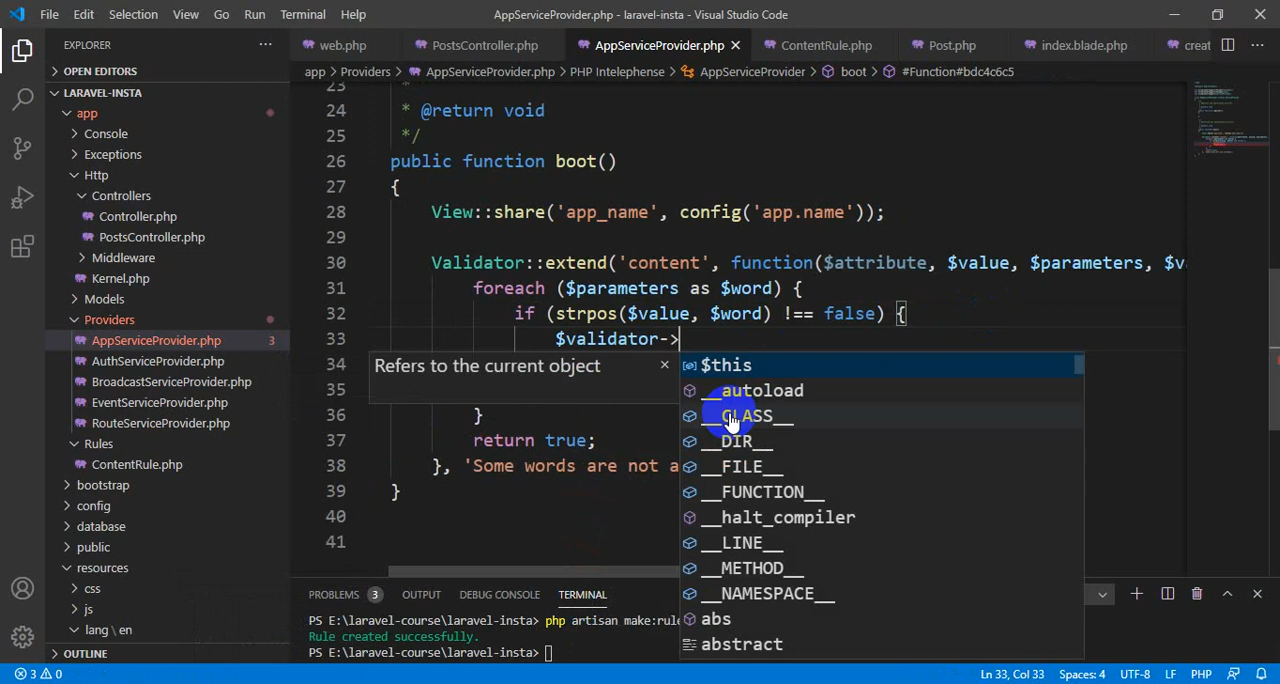 File Edit Selection View Go Run Terminal Help AppServiceProvider.php - laravel-insta - Visual Studio Code
EXPLORER
OPEN EDITORS
LARAVEL-INSTA
app
Console
Exceptions
Http
Controllers
Controller.php
PostsController.php
Middleware
Kernel.php
Models
Providers
AppServiceProvider.php 3
AuthServiceProvider.php
BroadcastServiceProvider.php
EventServiceProvider.php
RouteServiceProvider.php
Rules
ContentRule.php
bootstrap
config
database
public
resources
css
js
lang \ en
OUTLINE
web.php PostsController.php AppServiceProvider.php ContentRule.php Post.php index.blade.php creat
app > Providers > AppServiceProvider.php > PHP Intelephense > AppServiceProvider > boot > #Function#bdc4c6c5
23 *
24 * @return void
25 */
26 public function boot()
27 {
28 View::share('app_name', config('app.name'));
29
30 Validator::extend('content', function($attribute, $value, $parameters, $v
31 foreach ($parameters as $word) {
32 if (strpos($value, $word) !== false) {
33 $validator->
34
35
36 }
37 return true;
38 }, 'Some words are not a
39 }
40
41
Refers to the current object
$this
__autoload
__CLASS__
__DIR__
__FILE__
__FUNCTION__
__halt_compiler
__LINE__
__METHOD__
__NAMESPACE__
abs
abstract
PROBLEMS 3 OUTPUT DEBUG CONSOLE TERMINAL
PS E:\laravel-course\laravel-insta> php artisan make:rule
Rule created successfully.
PS E:\laravel-course\laravel-insta>
3 0 Ln 33, Col 33 Spaces: 4 UTF-8 LF PHP